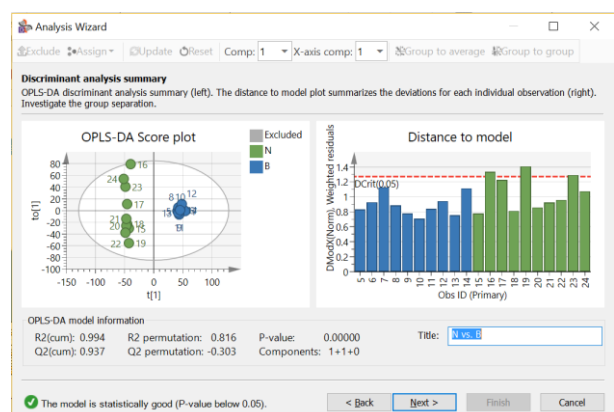 Analysis Wizard
Exclude Assign Update Reset Comp: 1 X-axis comp: 1 Group to average Group to group
Discriminant analysis summary
OPLS-DA discriminant analysis summary (left). The distance to model plot summarizes the deviations for each individual observation (right).
Investigate the group separation.
OPLS-DA Score plot
Excluded
N
B
80
60
40
20
0
-20
-40
-60
-80
-100
to[1]
16
24
23
17
21
20 18
15
22 19
8 10 12
-150 -100 -50 0 50 100
t[1]
Distance to model
DModX(Norm), Weighted residuals
1.4
1.2
1
0.8
0.6
0.4
0.2
0
DCrit(0.05)
5 6 7 8 9 10 11 12 13 14 15 16 17 18 19 20 21 22 23 24
Obs ID (Primary)
OPLS-DA model information
R2(cum): 0.994 R2 permutation: 0.816 P-value: 0.00000 Title: N vs. B
Q2(cum): 0.937 Q2 permutation: -0.303 Components: 1+1+0
The model is statistically good (P-value below 0.05).
< Back Next > Finish Cancel